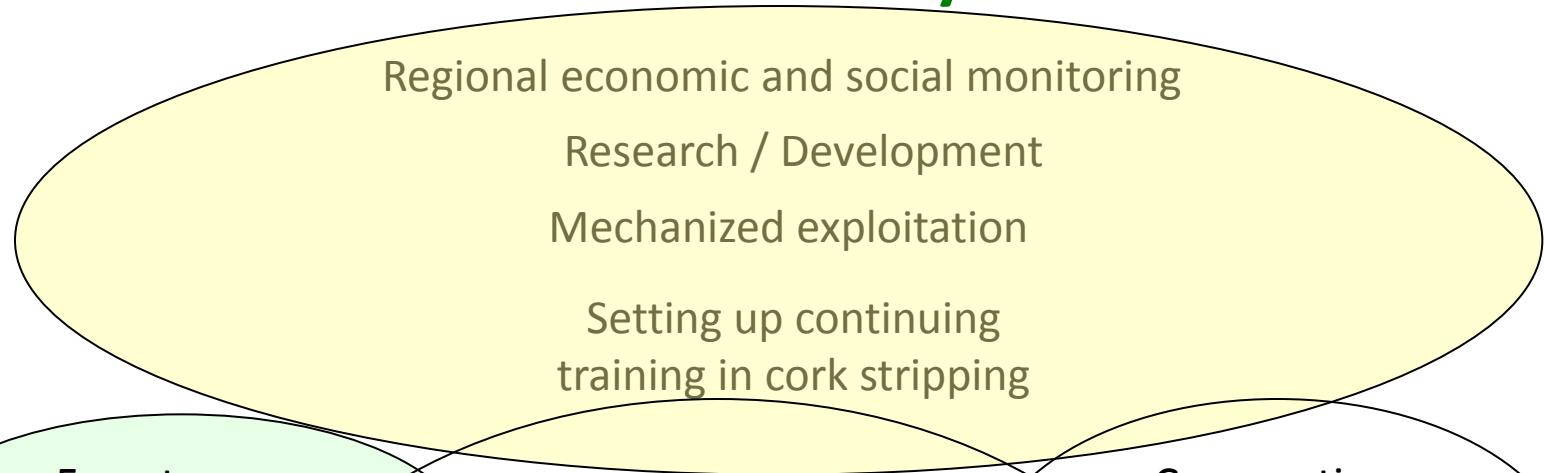 Regional economic and social monitoring
Research / Development
Mechanized exploitation
Setting up continuing
training in cork stripping